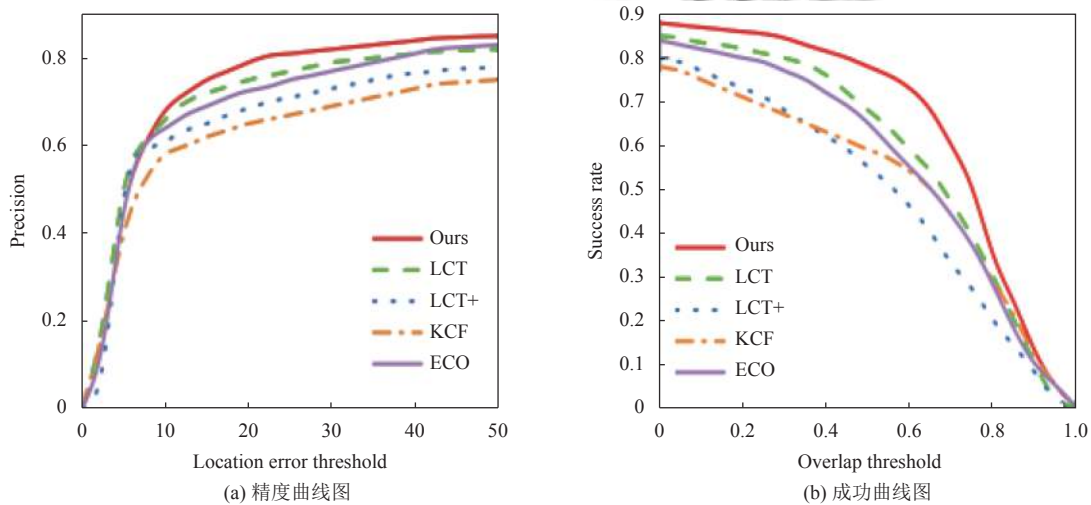 0.8
0.6
0.4
0.2
0
Precision
0
10
20
30
40
50
Location error threshold
Ours
LCT
LCT+
KCF
ECO
(a) 精度曲线图
0.9
0.8
0.7
0.6
0.5
0.4
0.3
0.2
0.1
0
Success rate
0
0.2
0.4
0.6
0.8
1.0
Overlap threshold
Ours
LCT
LCT+
KCF
ECO
(b) 成功曲线图